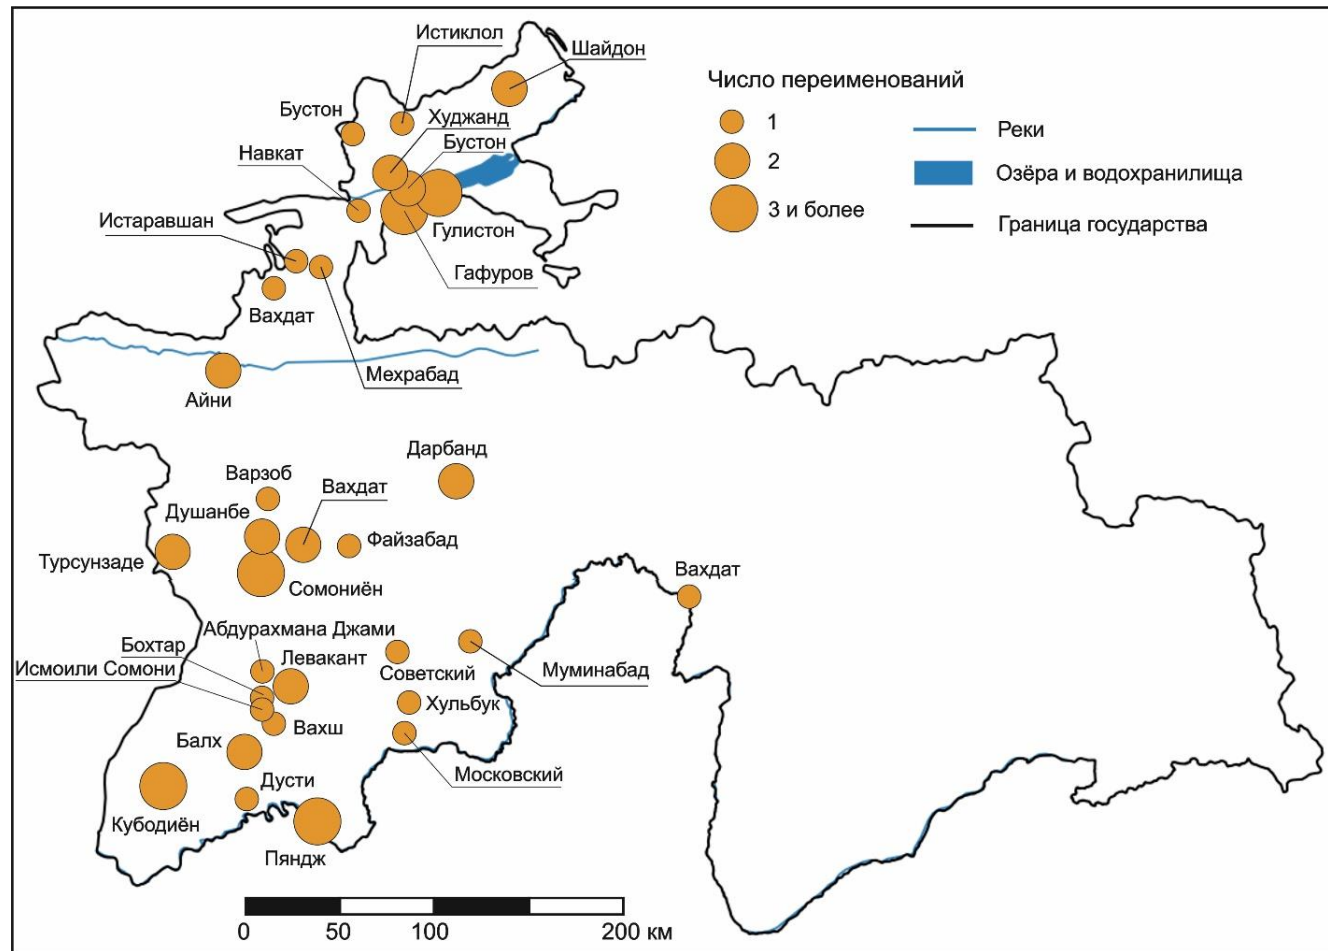 Истиклол
Шайдон
Число переименований
Бустон
Худжанд
1
Реки
Бустон
Навкат
2
Озёра и водохранилища
Истаравшан
Гулистон
3 и более
Граница государства
Гафуров
Вахдат
Мехрабад
Айни
Дарбанд
Варзоб
Вахдат
Душанбе
Файзабад
Турсунзаде
Сомониён
Вахдат
Абдурахмана Джами
Бохтар
Левакант
Исмоили Сомони
Советский
Муминабад
Хульбук
Вахш
Балх
Московский
Дусти
Кубодиён
Пяндж
0 50 100 200 км